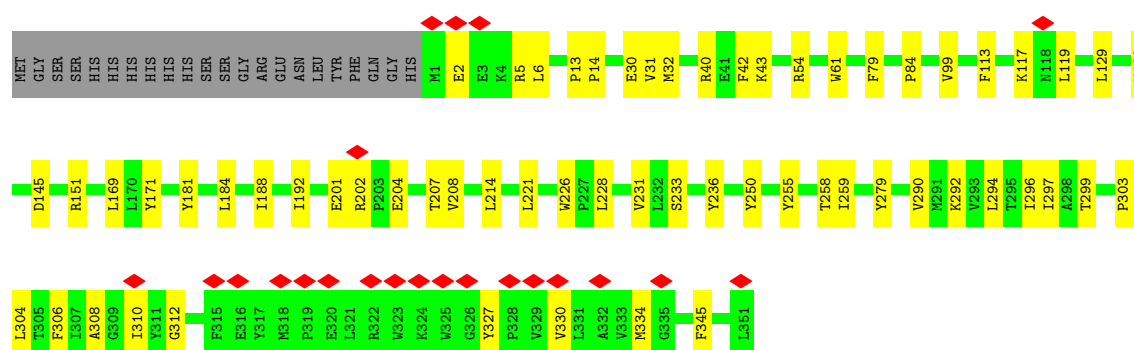 MET GLY SER SER HIS HIS HIS HIS HIS HIS SER SER GLY ARG GLU ASN LEU TYR PHE GLN GLY HIS M1 E2 E3 K4 R5 L6 P13 P14 E30 V31 M32 R40 E41 F42 K43 R54 W61 F79 P84 V99 F113 K117 N118 L119 L129
D145 R151 L169 L170 Y171 Y181 L184 I188 I192 E201 R202 P203 E204 T207 V208 L214 L221 W226 P227 L228 V231 L232 S233 Y236 Y250 Y255 T258 I259 Y279 V290 M291 K292 V293 L294 T295 I296 I297 A298 T299 P303
L304 T305 F306 I307 A308 G309 I310 Y311 G312 F315 E316 Y317 M318 P319 E320 L321 R322 W323 K324 W325 G326 Y327 P328 V329 V330 L331 A332 V333 M334 G335 F345 L351